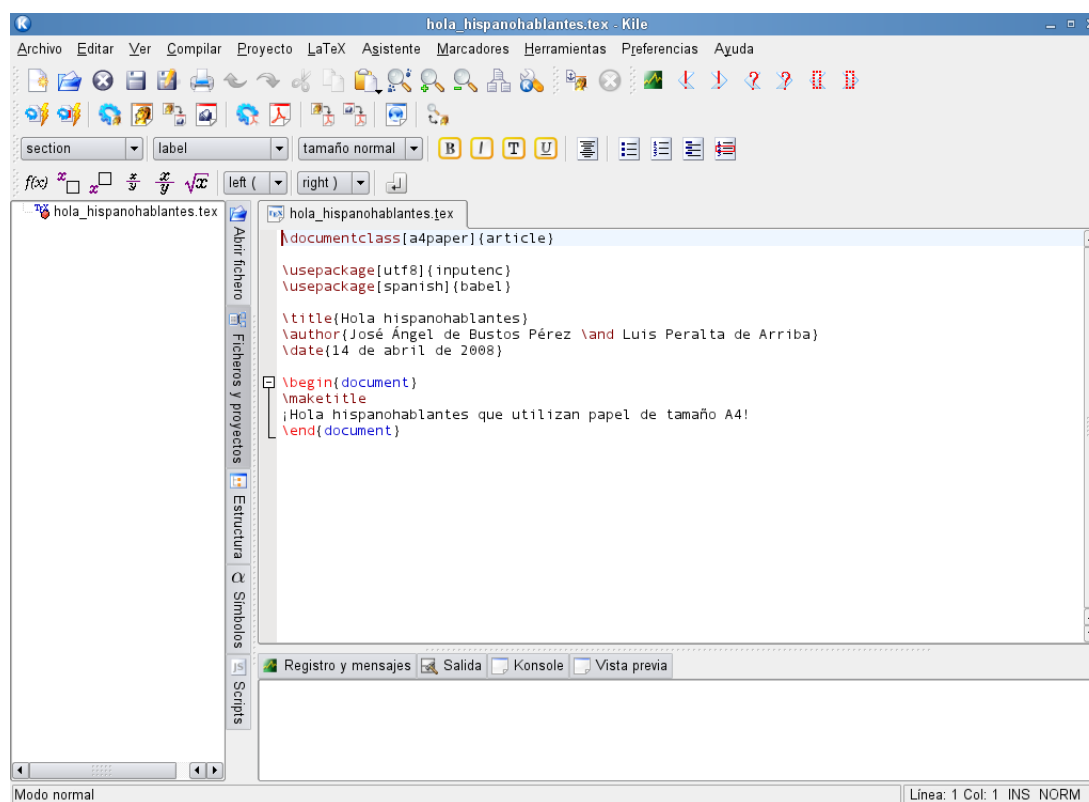 hola_hispanohablantes.tex - Kile
Archivo Editar Ver Compilar Proyecto LaTeX Asistente Marcadores Herramientas Preferencias Ayuda
section label tamaño normal B I T U
f(x) x x x/y x/y √x left ( right )
hola_hispanohablantes.tex
Abrir fichero
Ficheros y proyectos
Estructura
α Símbolos
JS Scripts
hola_hispanohablantes.tex
\documentclass[a4paper]{article}
\usepackage[utf8]{inputenc}
\usepackage[spanish]{babel}
\title{Hola hispanohablantes}
\author{José Ángel de Bustos Pérez \and Luis Peralta de Arriba}
\date{14 de abril de 2008}
\begin{document}
\maketitle
¡Hola hispanohablantes que utilizan papel de tamaño A4!
\end{document}
Registro y mensajes Salida Konsole Vista previa
Modo normal
Línea: 1 Col: 1 INS NORM